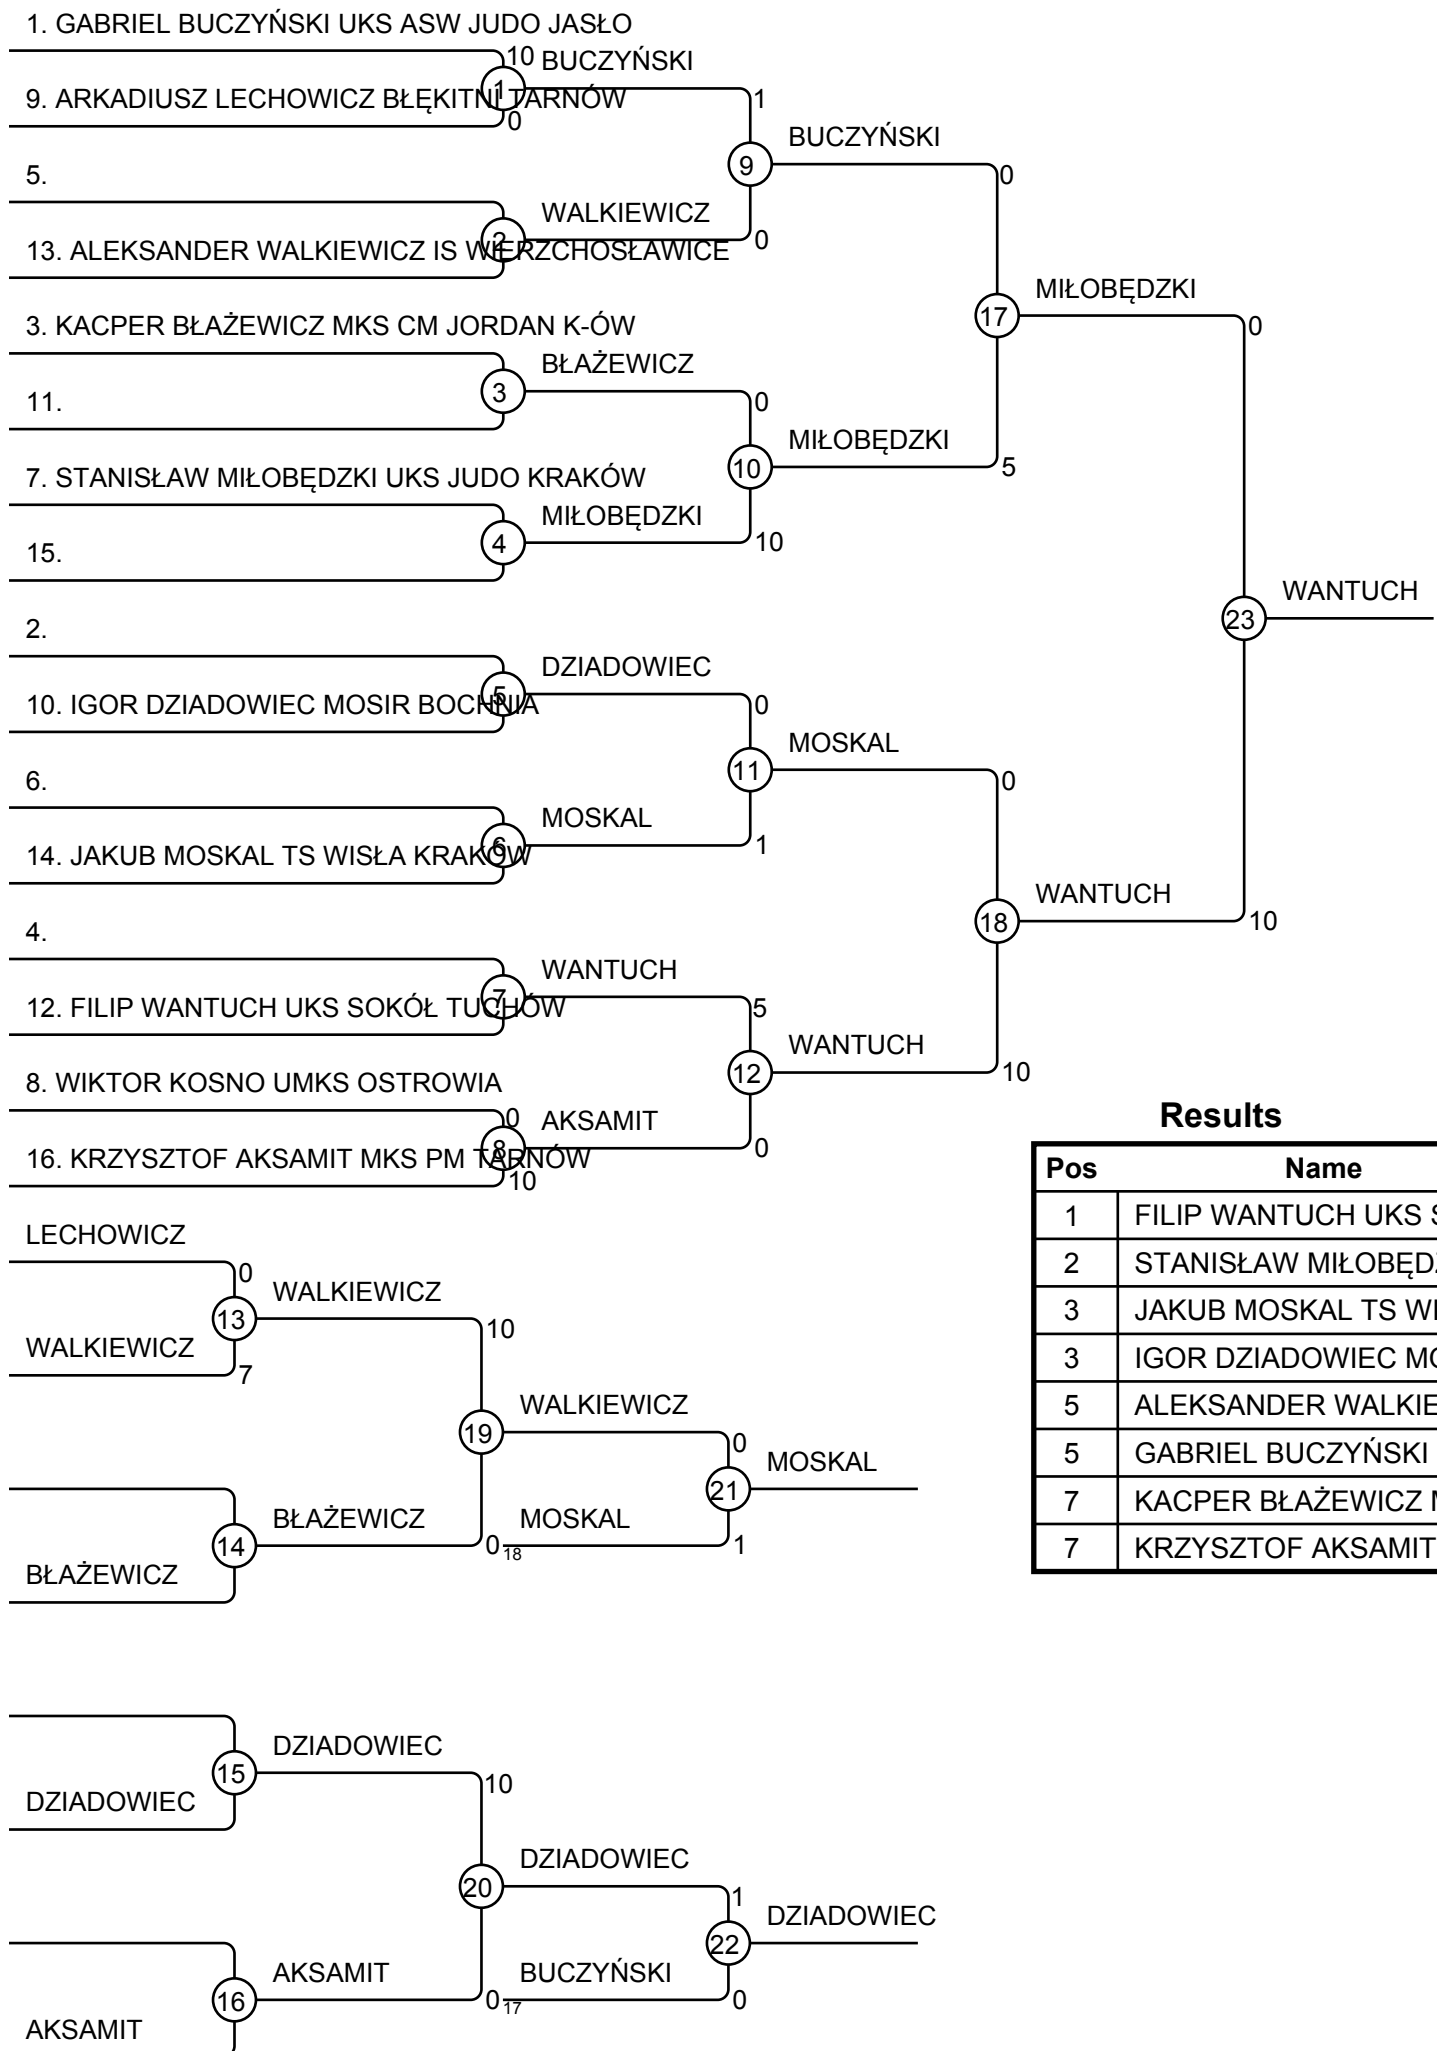 1. GABRIEL BUCZYŃSKI UKS ASW JUDO JASŁO
10
BUCZYŃSKI
1
9. ARKADIUSZ LECHOWICZ BŁĘKITNI TARNÓW
1
0
BUCZYŃSKI
9
5.
0
WALKIEWICZ
2
0
13. ALEKSANDER WALKIEWICZ IS WIERZCHOSŁAWICE
MIŁOBĘDZKI
17
0
3. KACPER BŁAŻEWICZ MKS CM JORDAN K-ÓW
BŁAŻEWICZ
3
11.
0
MIŁOBĘDZKI
10
5
7. STANISŁAW MIŁOBĘDZKI UKS JUDO KRAKÓW
MIŁOBĘDZKI
4
10
15.
WANTUCH
23
2.
DZIADOWIEC
5
10. IGOR DZIADOWIEC MOSIR BOCHNIA
0
MOSKAL
11
6.
0
MOSKAL
6
1
14. JAKUB MOSKAL TS WISŁA KRAKÓW
WANTUCH
18
10
4.
WANTUCH
7
12. FILIP WANTUCH UKS SOKÓŁ TUCHÓW
5
WANTUCH
12
10
8. WIKTOR KOSNO UMKS OSTROWIA
0
AKSAMIT
8
0
16. KRZYSZTOF AKSAMIT MKS PM TARNÓW
10
LECHOWICZ
0
WALKIEWICZ
13
10
WALKIEWICZ
7
WALKIEWICZ
19
0
MOSKAL
21
BŁAŻEWICZ
14
0
18
MOSKAL
1
BŁAŻEWICZ
DZIADOWIEC
15
10
DZIADOWIEC
DZIADOWIEC
20
1
DZIADOWIEC
22
AKSAMIT
16
0
17
BUCZYŃSKI
0
AKSAMIT
Results
Pos Name
1 FILIP WANTUCH UKS
2 STANISŁAW
3 JAKUB MOSKAL TS
3 IGOR DZIADOWIEC
5 ALEKSANDER
5 GABRIEL BUCZYŃSKI
7 KACPER BŁAŻEWICZ
7 KRZYSZTOF AKSAMIT